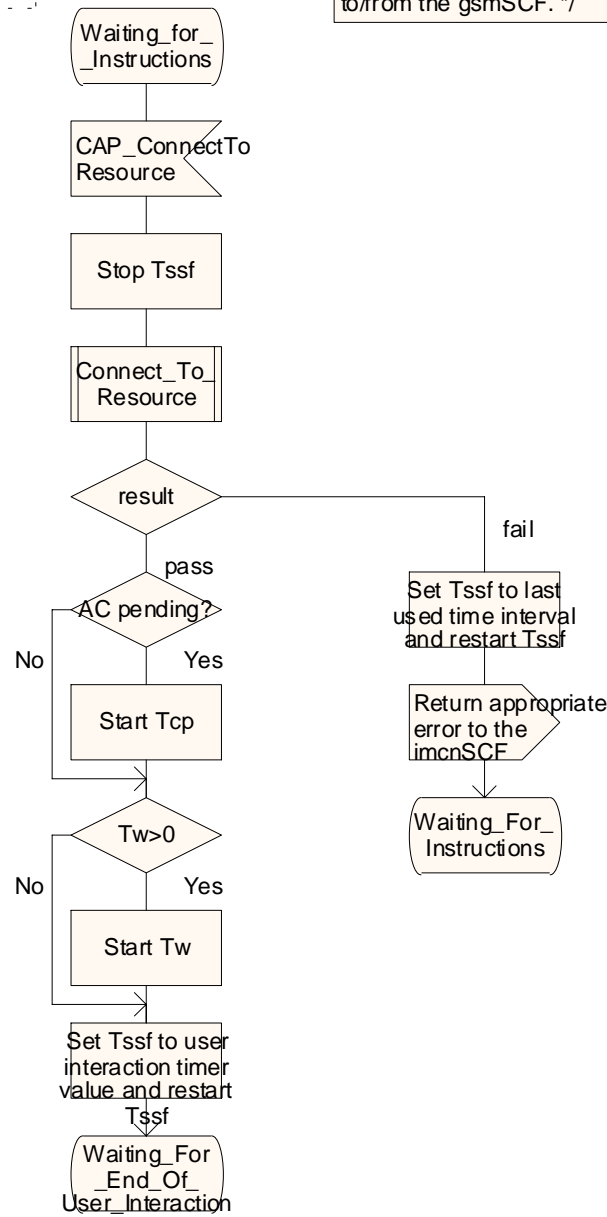 to/from the gsmSCF. */
Waiting_for_
_Instructions
CAP_ConnectTo
Resource
Stop Tssf
Connect_To_
Resource
result
fail
pass
Set Tssf to last
used time interval
and restart Tssf
AC pending?
No
Yes
Return appropriate
error to the
imcnSCF
Start Tcp
Waiting_For_
Instructions
Tw>0
No
Yes
Start Tw
Set Tssf to user
interaction timer
value and restart
Tssf
Waiting_For
_End_Of_
User_Interaction